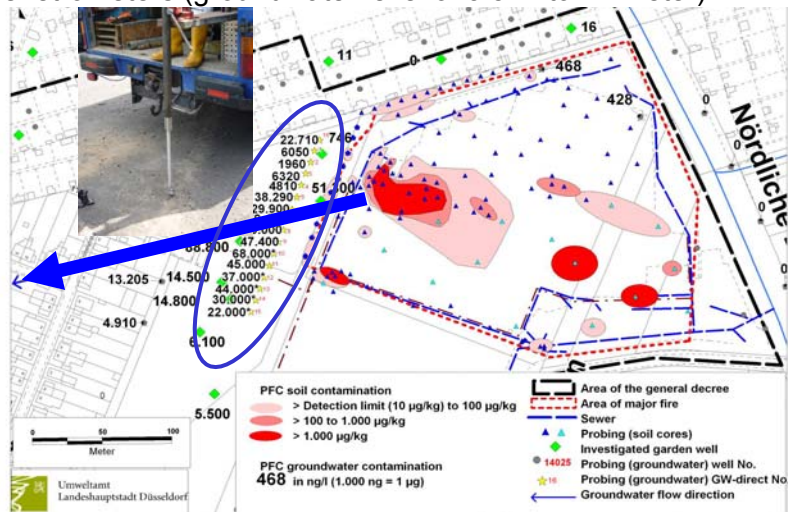 16
11
0
468
428
0
0
0
0
0
Nördliche
22.710
746
6050
1960
6320
4810
51.500
38.290
29.900
47.400
68.000
45.000
14.500
37.000
13.205
44.000
14.800
30.000
22.000
4.910
6.100
5.500
0 50 100
Meter
Umweltamt
Landeshauptstadt Düsseldorf
PFC soil contamination
> Detection limit (10 µg/kg) to 100 µg/kg
> 100 to 1.000 µg/kg
> 1.000 µg/kg
PFC groundwater contamination
468 in ng/l (1.000 ng = 1 µg)
Area of the general decree
Area of major fire
Sewer
Probing (soil cores)
Investigated garden well
14025 Probing (groundwater) well No.
16 Probing (groundwater) GW-direct No.
Groundwater flow direction